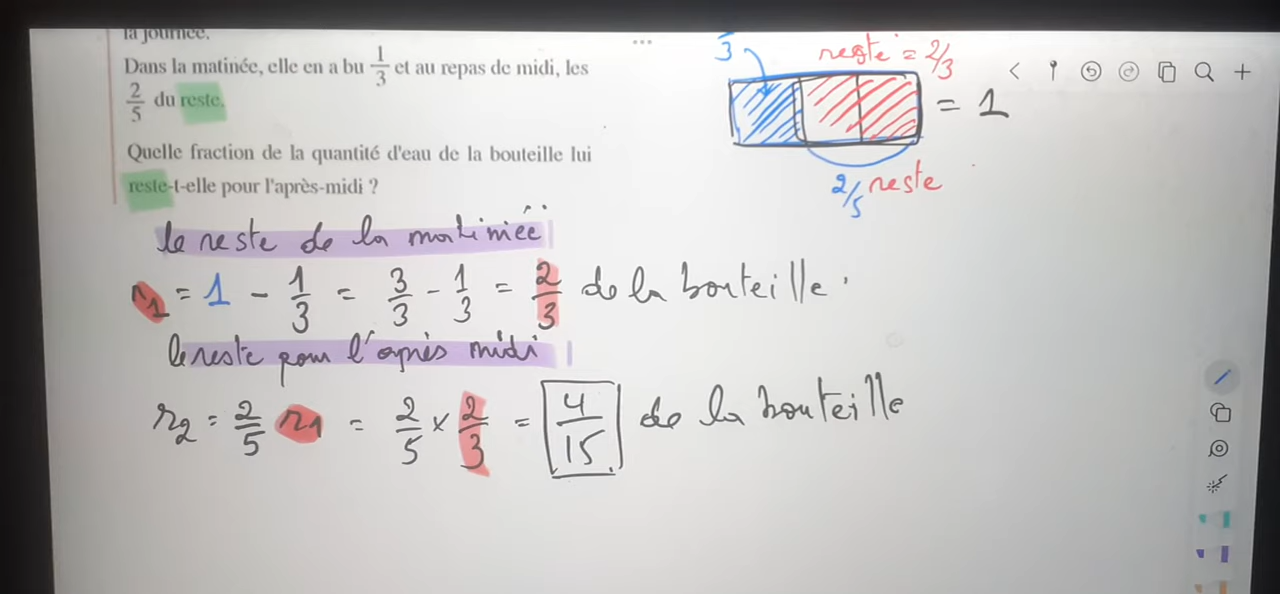 la journée.
Dans la matinée, elle en a bu 1/3 et au repas de midi, les
2/5 du reste.
Quelle fraction de la quantité d'eau de la bouteille lui
reste-t-elle pour l'après-midi ?
3
reste = 2/3
= 1
2/5 reste
le reste de la matinéé
r1 = 1 - 1/3 = 3/3 - 1/3 = 2/3 de la bouteille.
le reste pour l'après midi
r2 = 2/5 r1 = 2/5 × 2/3 = 4/15 de la bouteille